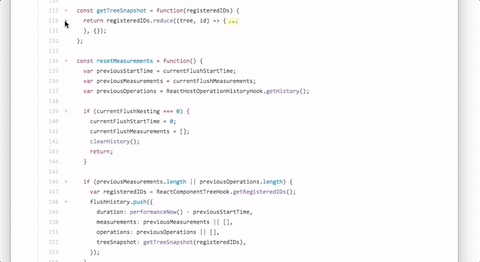 115 const getTreeSnapshot = function(registeredIDs) {
116 return registeredIDs.reduce((tree, id) => { ...
131 }, {});
132 };
133
134 const resetMeasurements = function() {
135 var previousStartTime = currentFlushStartTime;
136 var previousMeasurements = currentFlushMeasurements;
137 var previousOperations = ReactHostOperationHistoryHook.getHistory();
138
139 if (currentFlushNesting === 0) {
140 currentFlushStartTime = 0;
141 currentFlushMeasurements = [];
142 clearHistory();
143 return;
144 }
145
146 if (previousMeasurements.length || previousOperations.length) {
147 var registeredIDs = ReactComponentTreeHook.getRegisteredIDs();
148 flushHistory.push({
149 duration: performanceNow() - previousStartTime,
150 measurements: previousMeasurements || [],
151 operations: previousOperations || [],
152 treeSnapshot: getTreeSnapshot(registeredIDs),
153 });